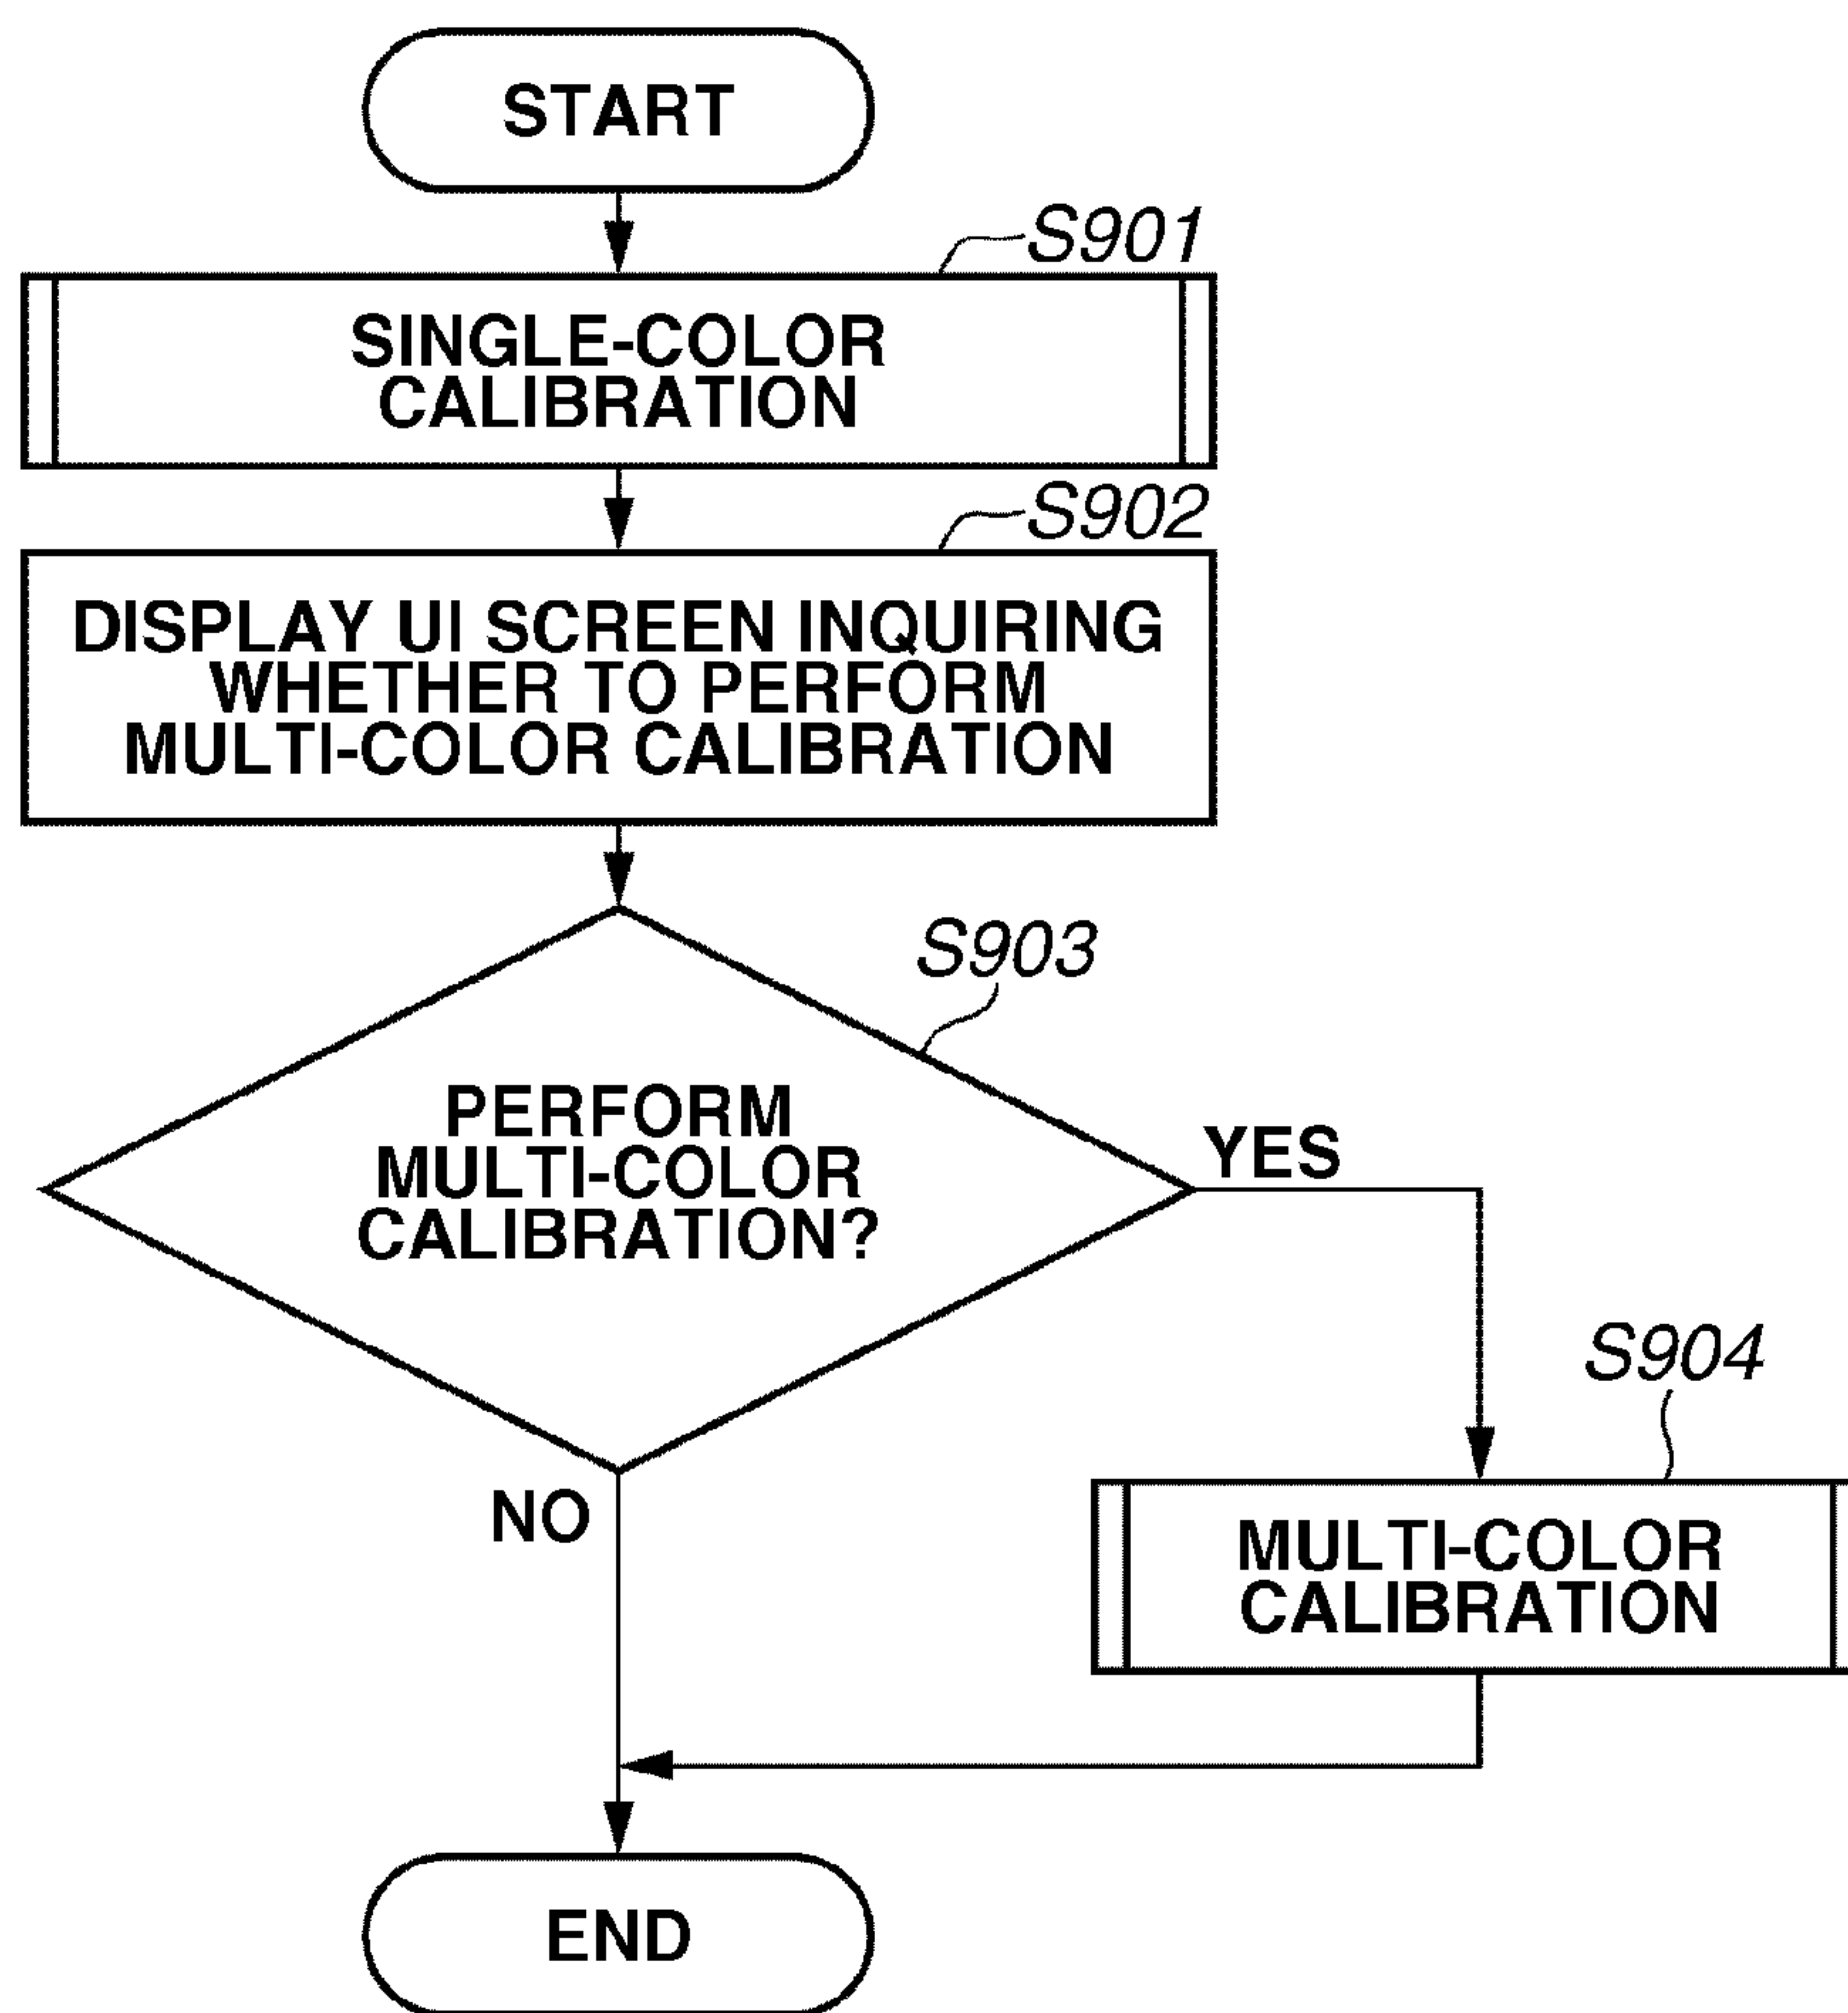 START
S901
SINGLE-COLOR
CALIBRATION
S902
DISPLAY UI SCREEN INQUIRING
WHETHER TO PERFORM
MULTI-COLOR CALIBRATION
S903
PERFORM
MULTI-COLOR
CALIBRATION?
YES
S904
NO
MULTI-COLOR
CALIBRATION
END